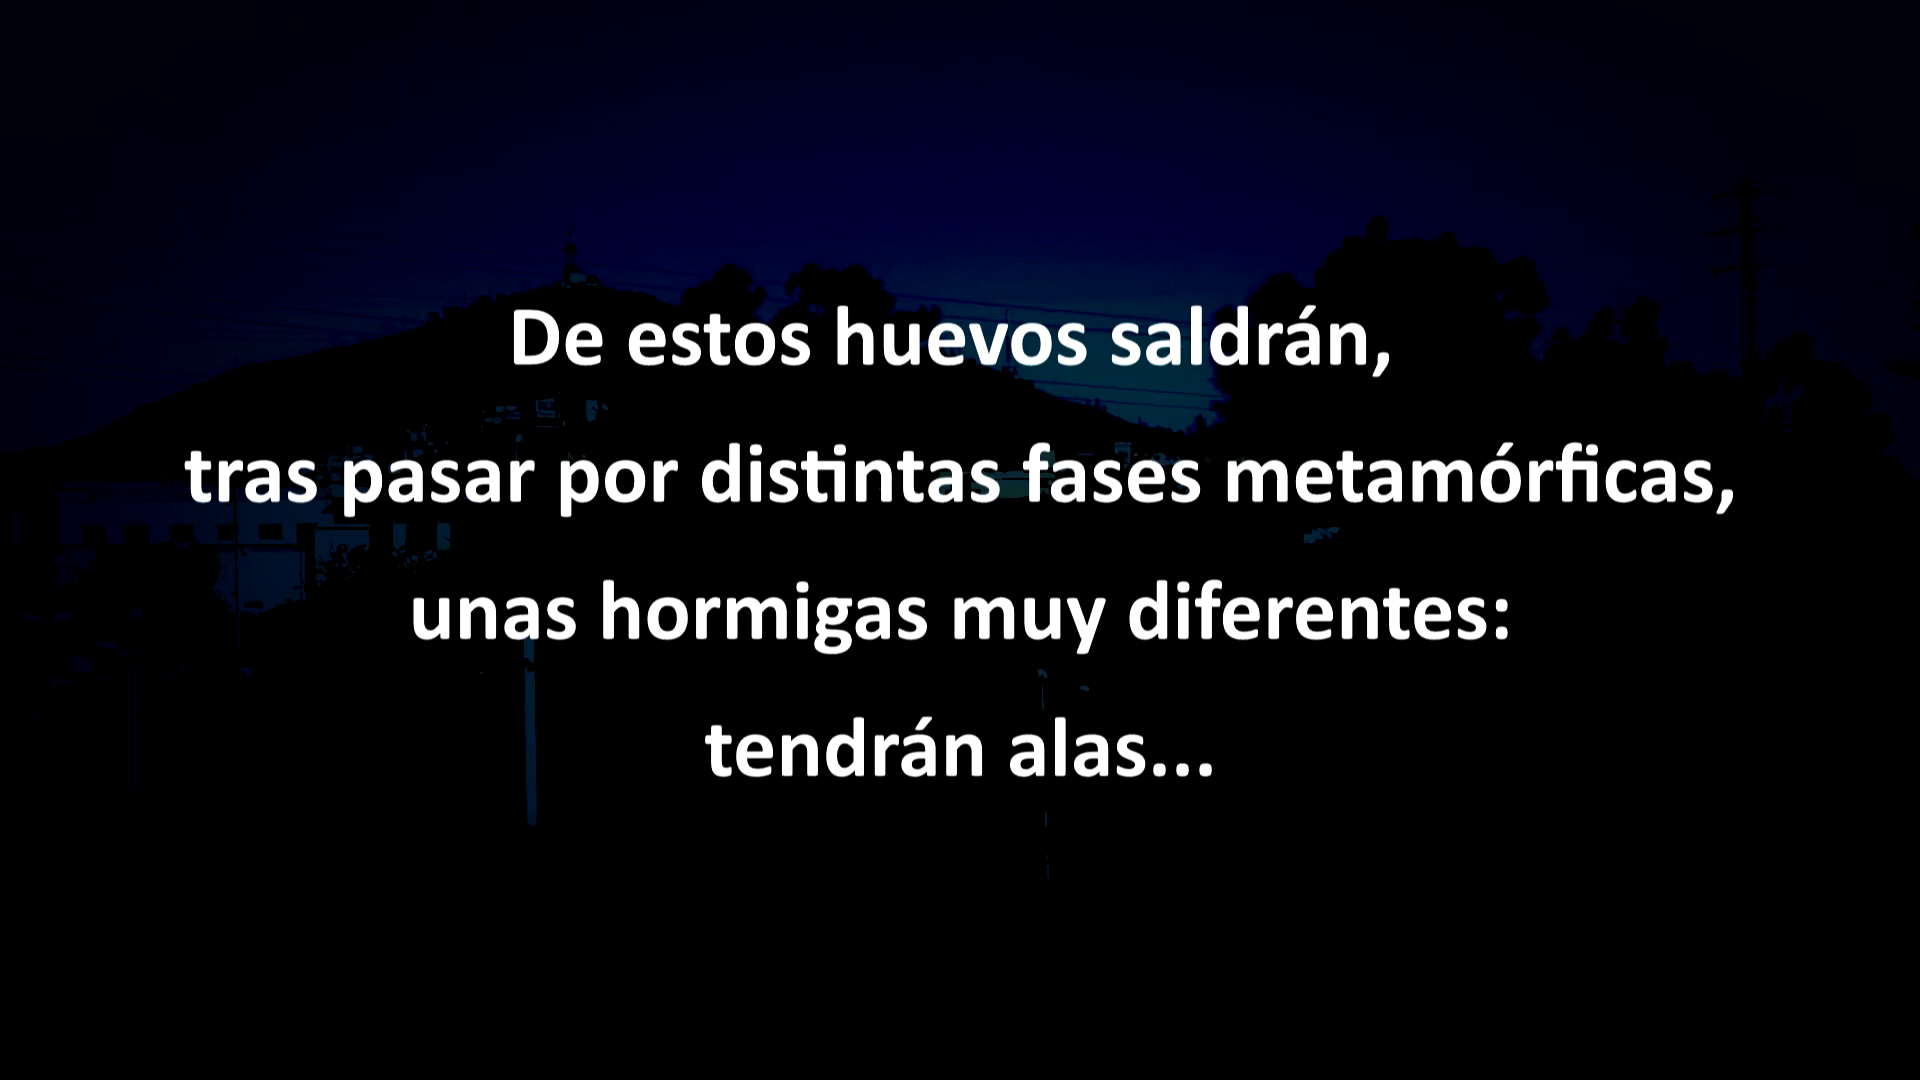 De estos huevos saldrán,
tras pasar por distintas fases metamórficas,
unas hormigas muy diferentes:
tendrán alas...